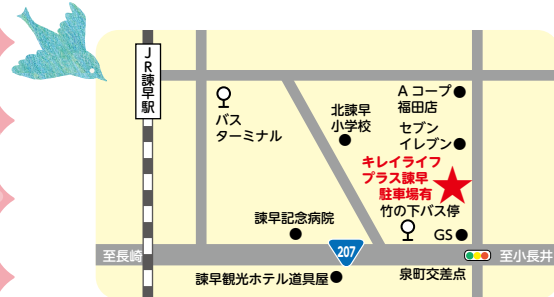 JR諫早駅
バス
ターミナル
北諫早
小学校
Aコープ
福田店
セブン
イレブン
キレイライフ
プラス諫早
駐車場有
竹の下バス停
諫早記念病院
GS
207
至長崎
至小長井
諫早観光ホテル道具屋
泉町交差点